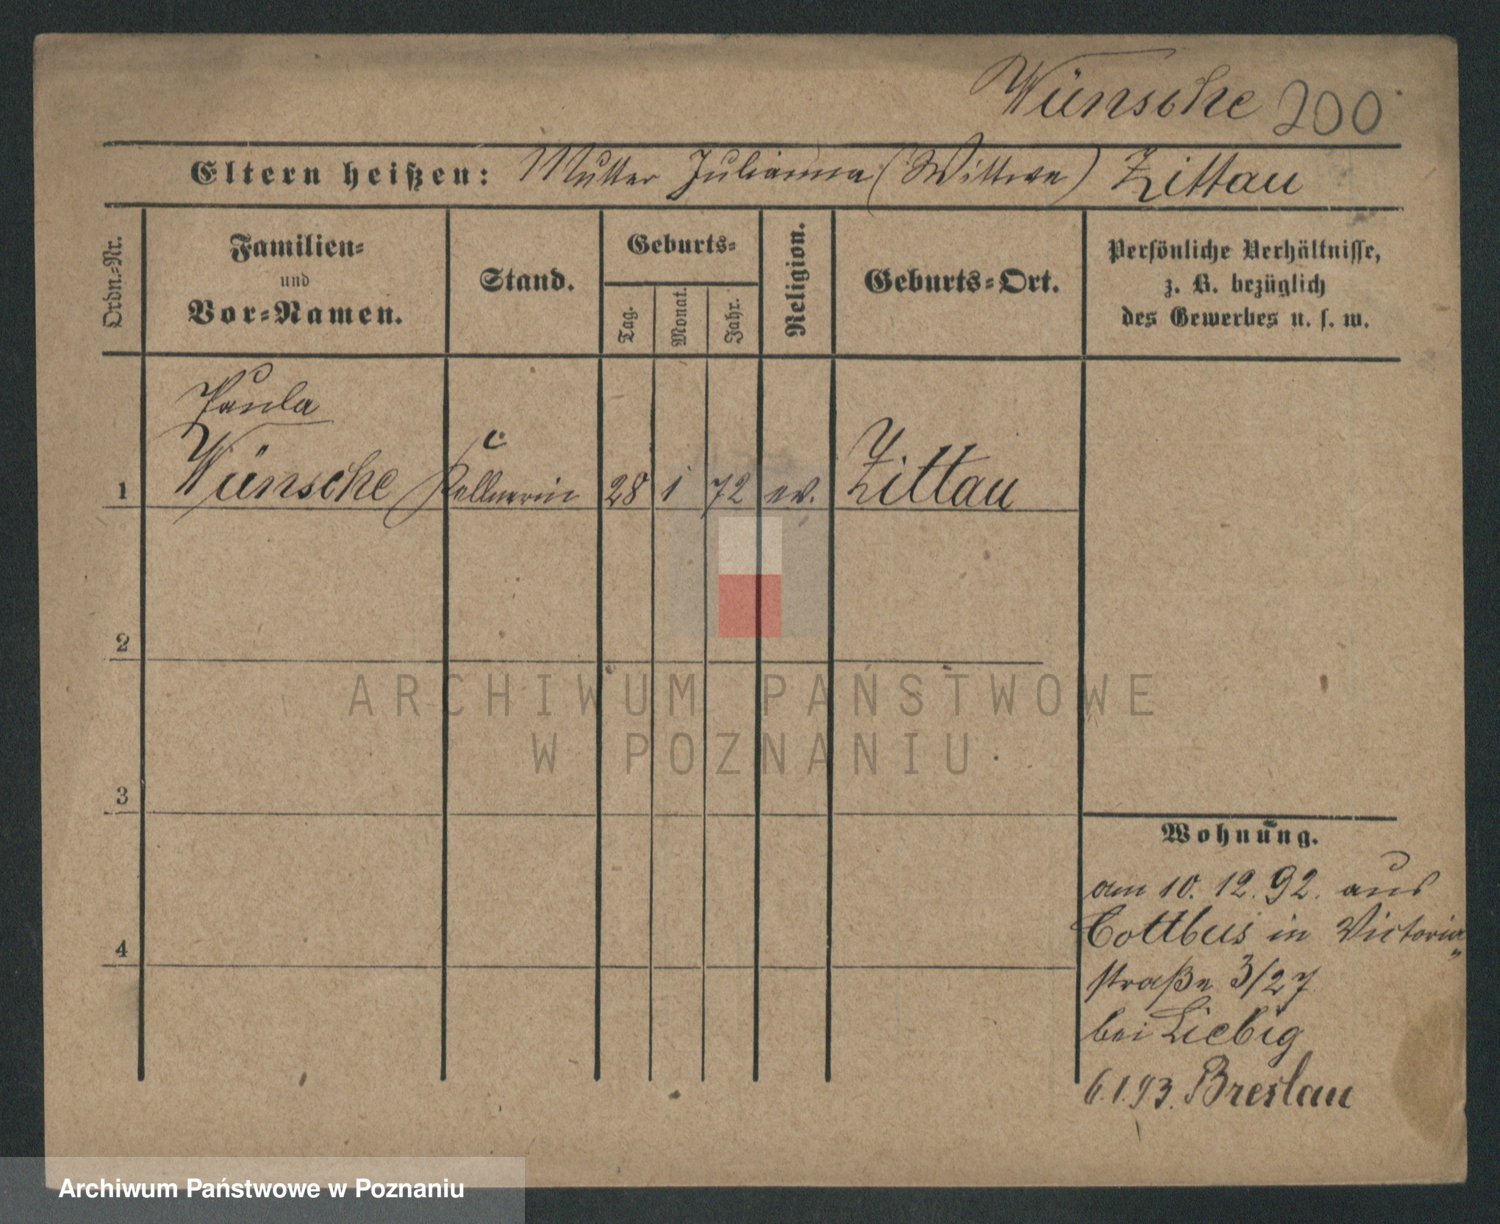 Wünsche 200
Eltern heißen: Mutter Julianna (Wittwe) Zittau
Ordn.-Nr.
Familien-
und
Vor-Namen.
Stand.
Geburts-
Tag.
Monat.
Jahr.
Religion.
Geburts-Ort.
Persönliche Verhältnisse,
z. B. bezüglich
des Gewerbes u. s. w.
Paula
1 Wünsche Kellnerin 28 1 72 ev. Zittau
2
ARCHIWUM PAŃSTWOWE
W POZNANIU
3
Wohnung.
am 10. 12. 92. aus
4 Cottbus in Victoria
straße 3/27
bei Liebig
6.1.93. Breslau
Archiwum Państwowe w Poznaniu